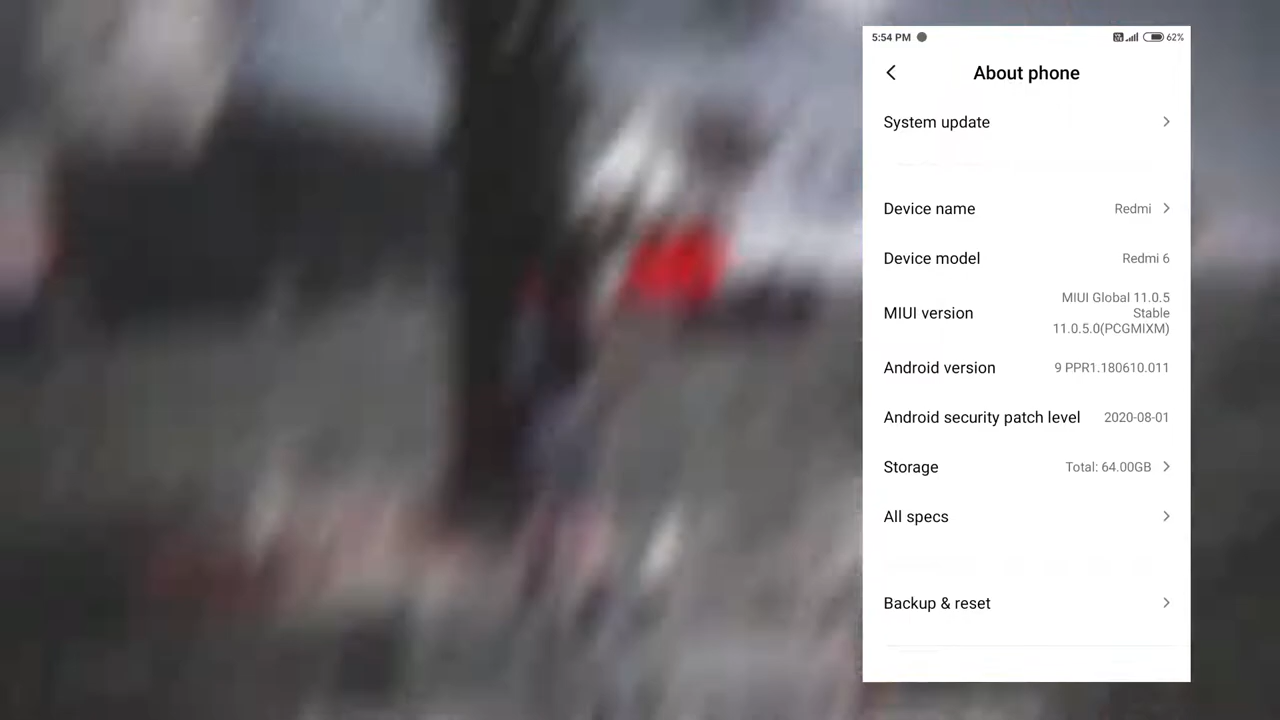 5:54 PM 62%
About phone
System update
Device name Redmi
Device model Redmi 6
MIUI version MIUI Global 11.0.5
Stable
11.0.5.0(PCGMIXM)
Android version 9 PPR1.180610.011
Android security patch level 2020-08-01
Storage Total: 64.00GB
All specs
Backup & reset